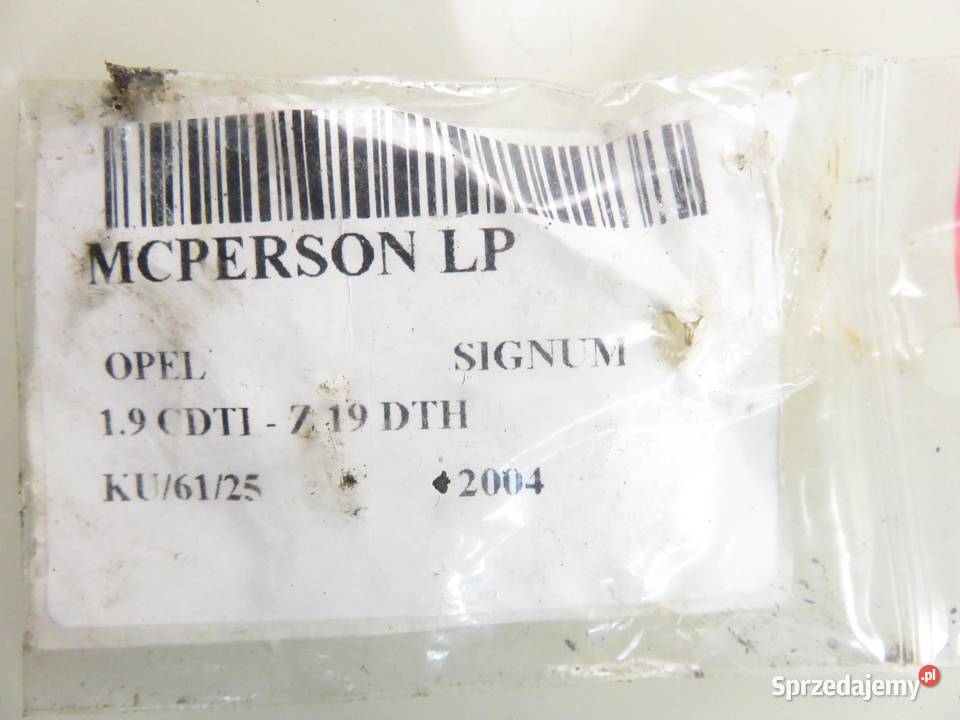 MCPERSON LP
OPEL SIGNUM
1.9 CDTI - Z 19 DTH
KU/61/25 2004
Sprzedajemy.pl